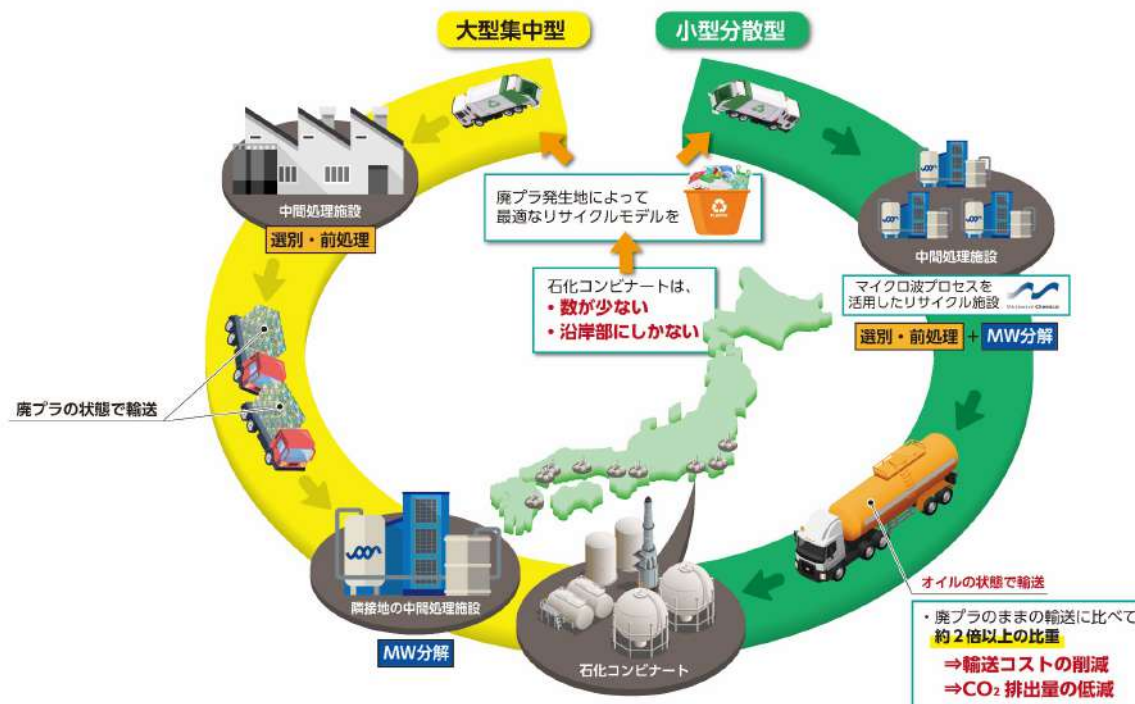 大型集中型
小型分散型
中間処理施設
選別・前処理
廃プラの状態で輸送
隣接地の中間処理施設
MW分解
石化コンビナート
廃プラ発生地によって
最適なリサイクルモデルを
石化コンビナートは、
・数が少ない
・沿岸部にしかない
中間処理施設
マイクロ波プロセスを
活用したリサイクル施設
選別・前処理 + MW分解
オイルの状態で輸送
・廃プラのままの輸送に比べて
約2倍以上の比重
⇒輸送コストの削減
⇒CO₂ 排出量の低減